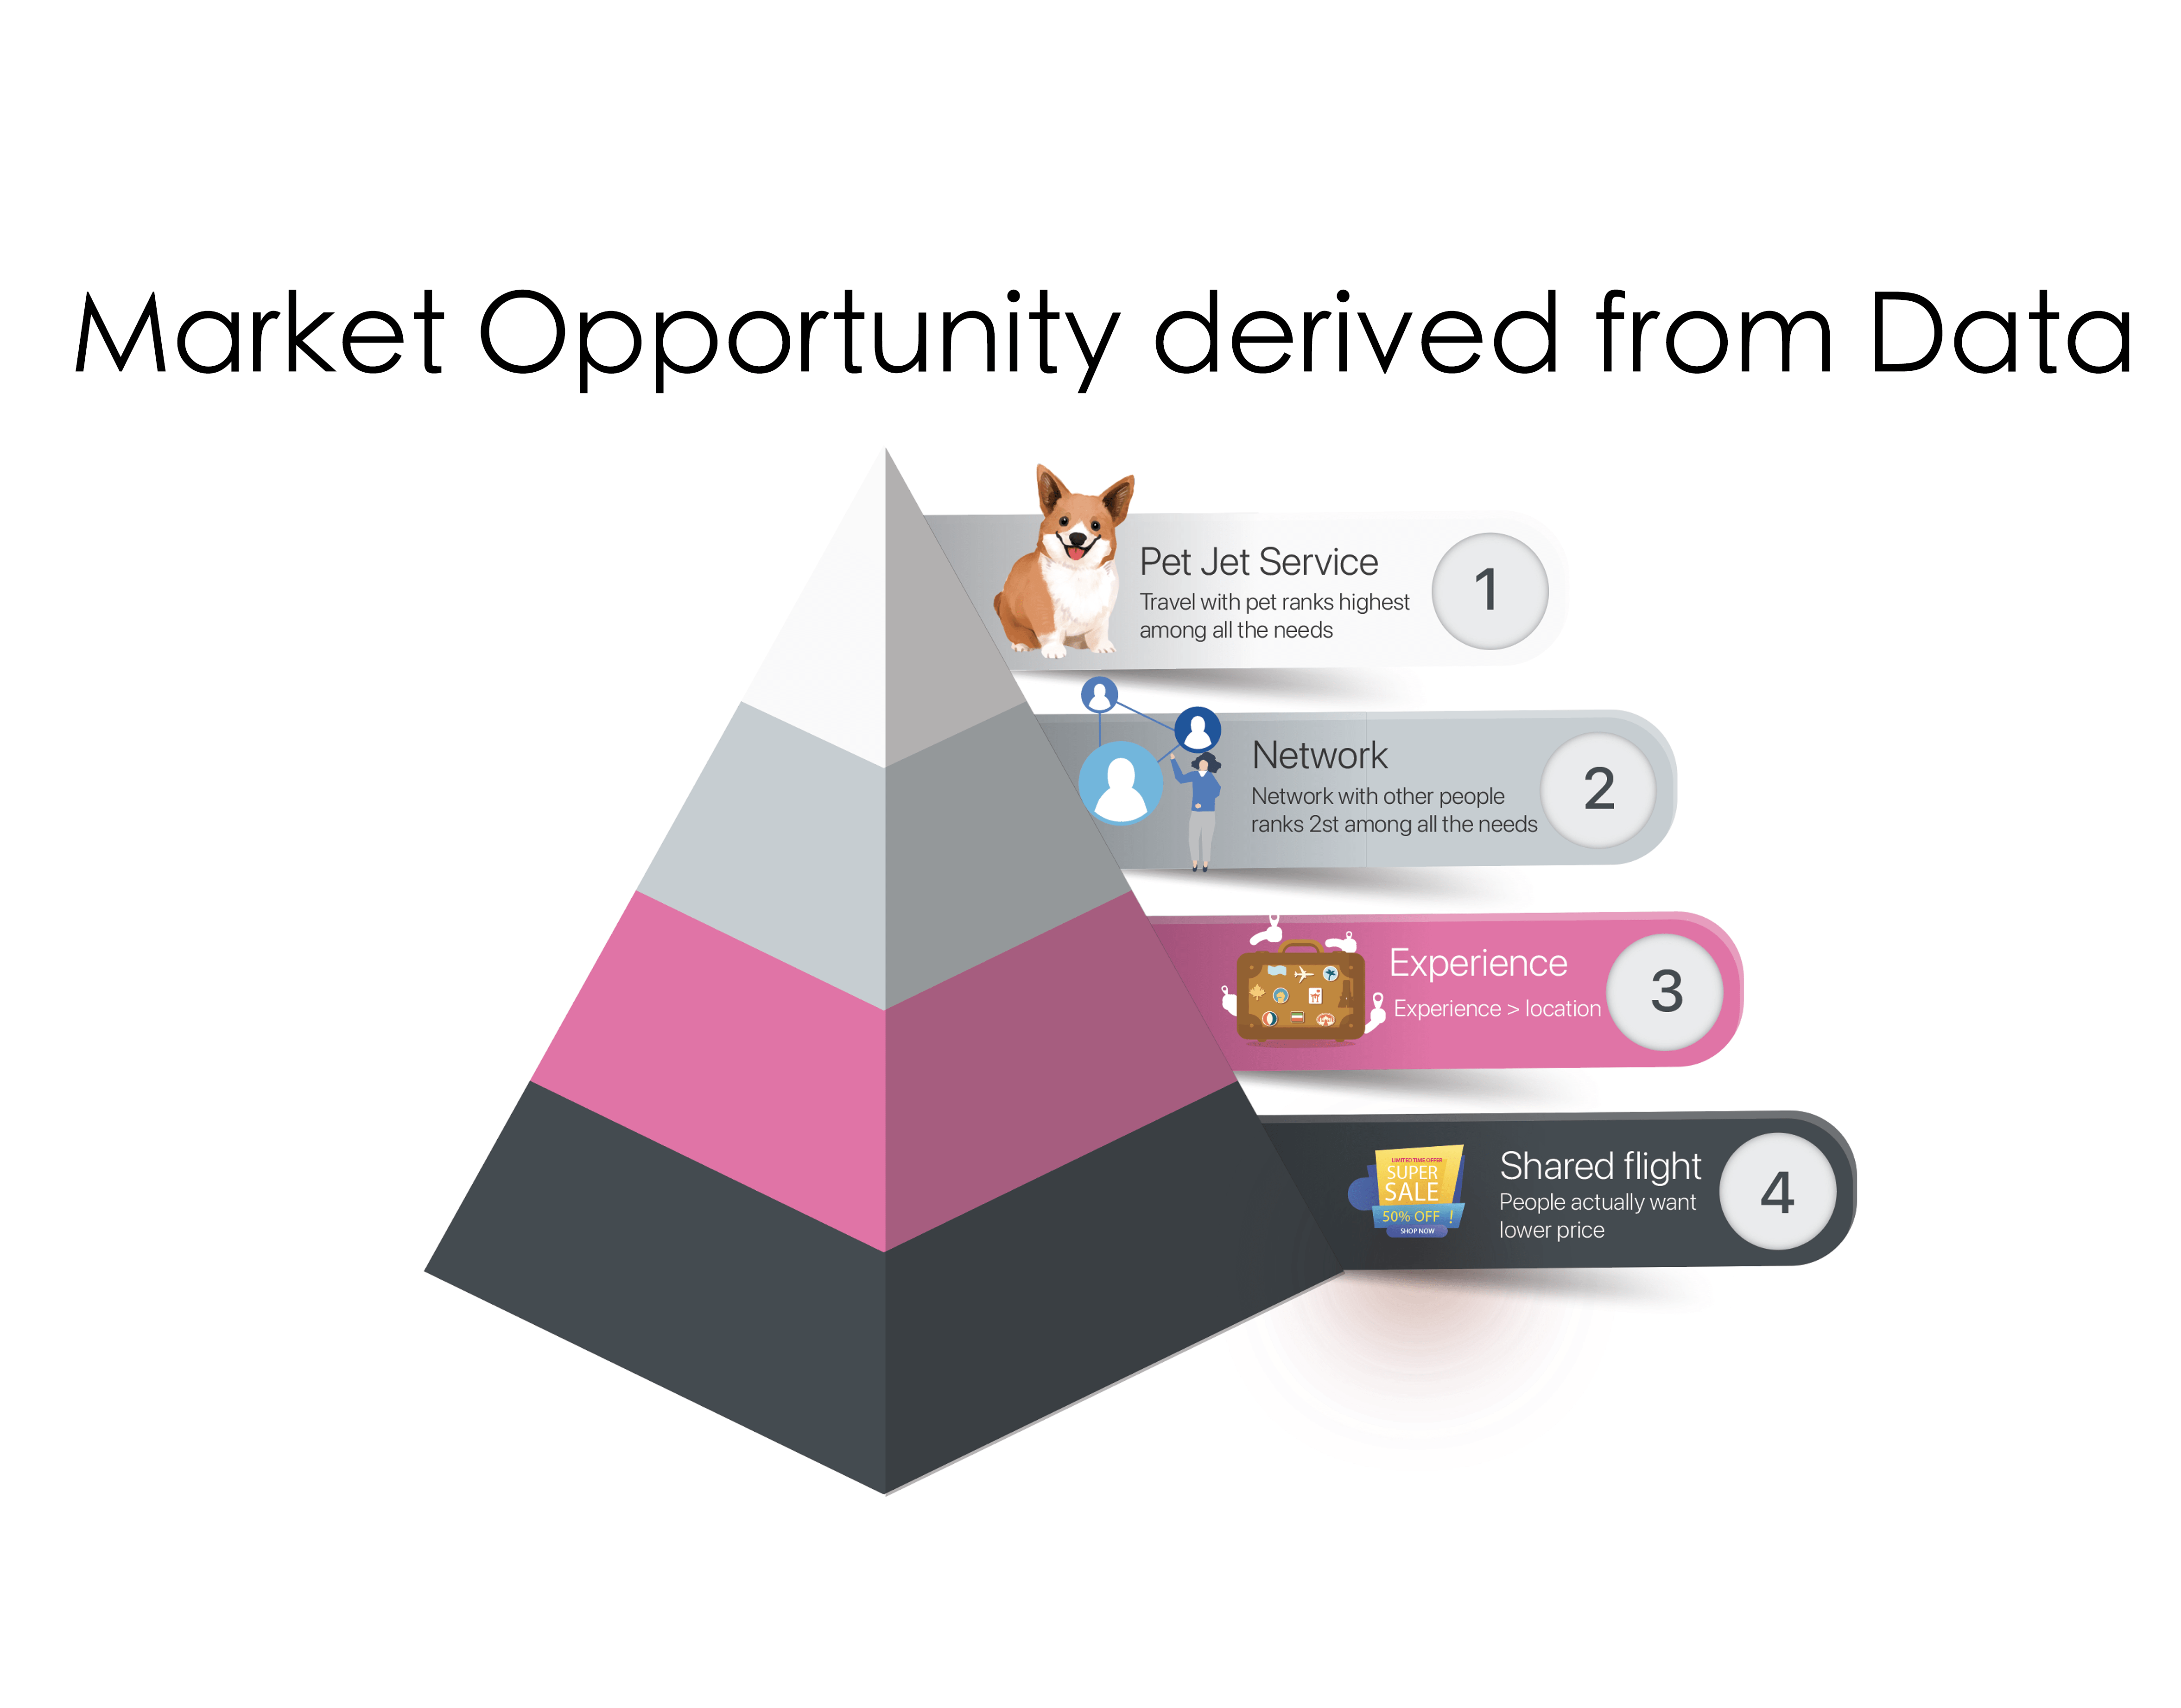 Market Opportunity derived from Data
Pet Jet Service
Travel with pet ranks highest
among all the needs
1
Network
Network with other people
ranks 2st among all the needs
2
Experience
Experience > location
3
LIMITED TIME OFFER
SUPER
SALE
50% OFF !
SHOP NOW
Shared flight
People actually want
lower price
4